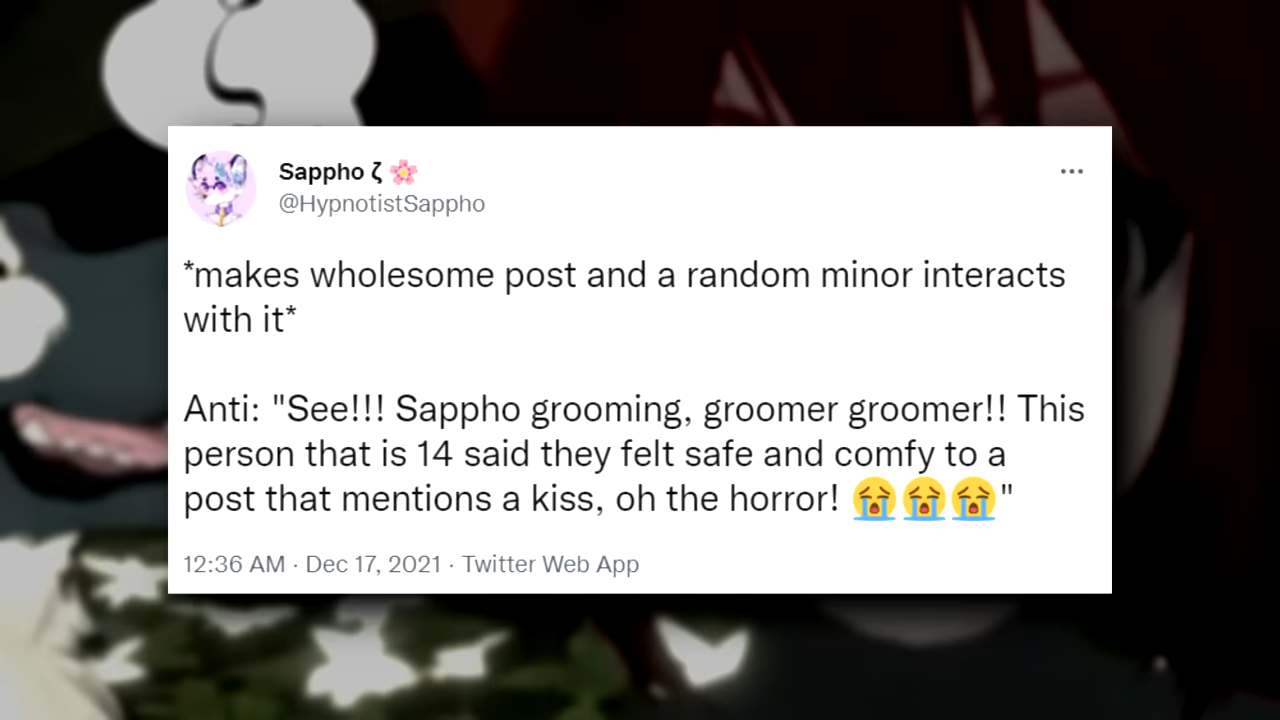 ζ
Sappho ζ 🌸
@HypnotistSappho
*makes wholesome post and a random minor interacts
with it*
Anti: "See!!! Sappho grooming, groomer groomer!! This
person that is 14 said they felt safe and comfy to a
post that mentions a kiss, oh the horror! 😭😭😭"
12:36 AM · Dec 17, 2021 · Twitter Web App